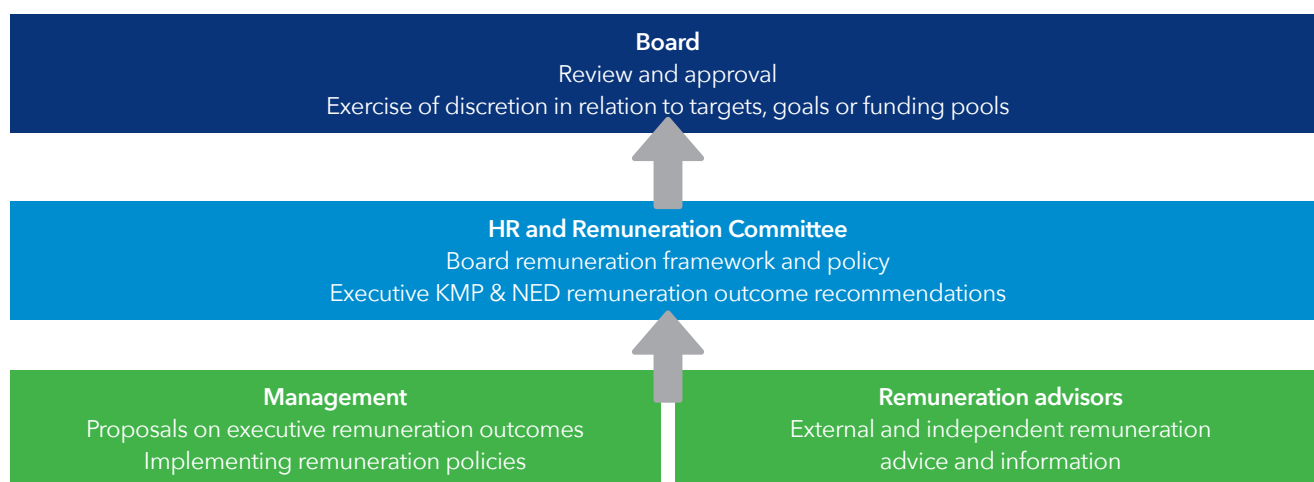 Board
Review and approval
Exercise of discretion in relation to targets, goals or funding pools
HR and Remuneration Committee
Board remuneration framework and policy
Executive KMP & NED remuneration outcome recommendations
Management
Proposals on executive remuneration outcomes
Implementing remuneration policies
Remuneration advisors
External and independent remuneration
advice and information